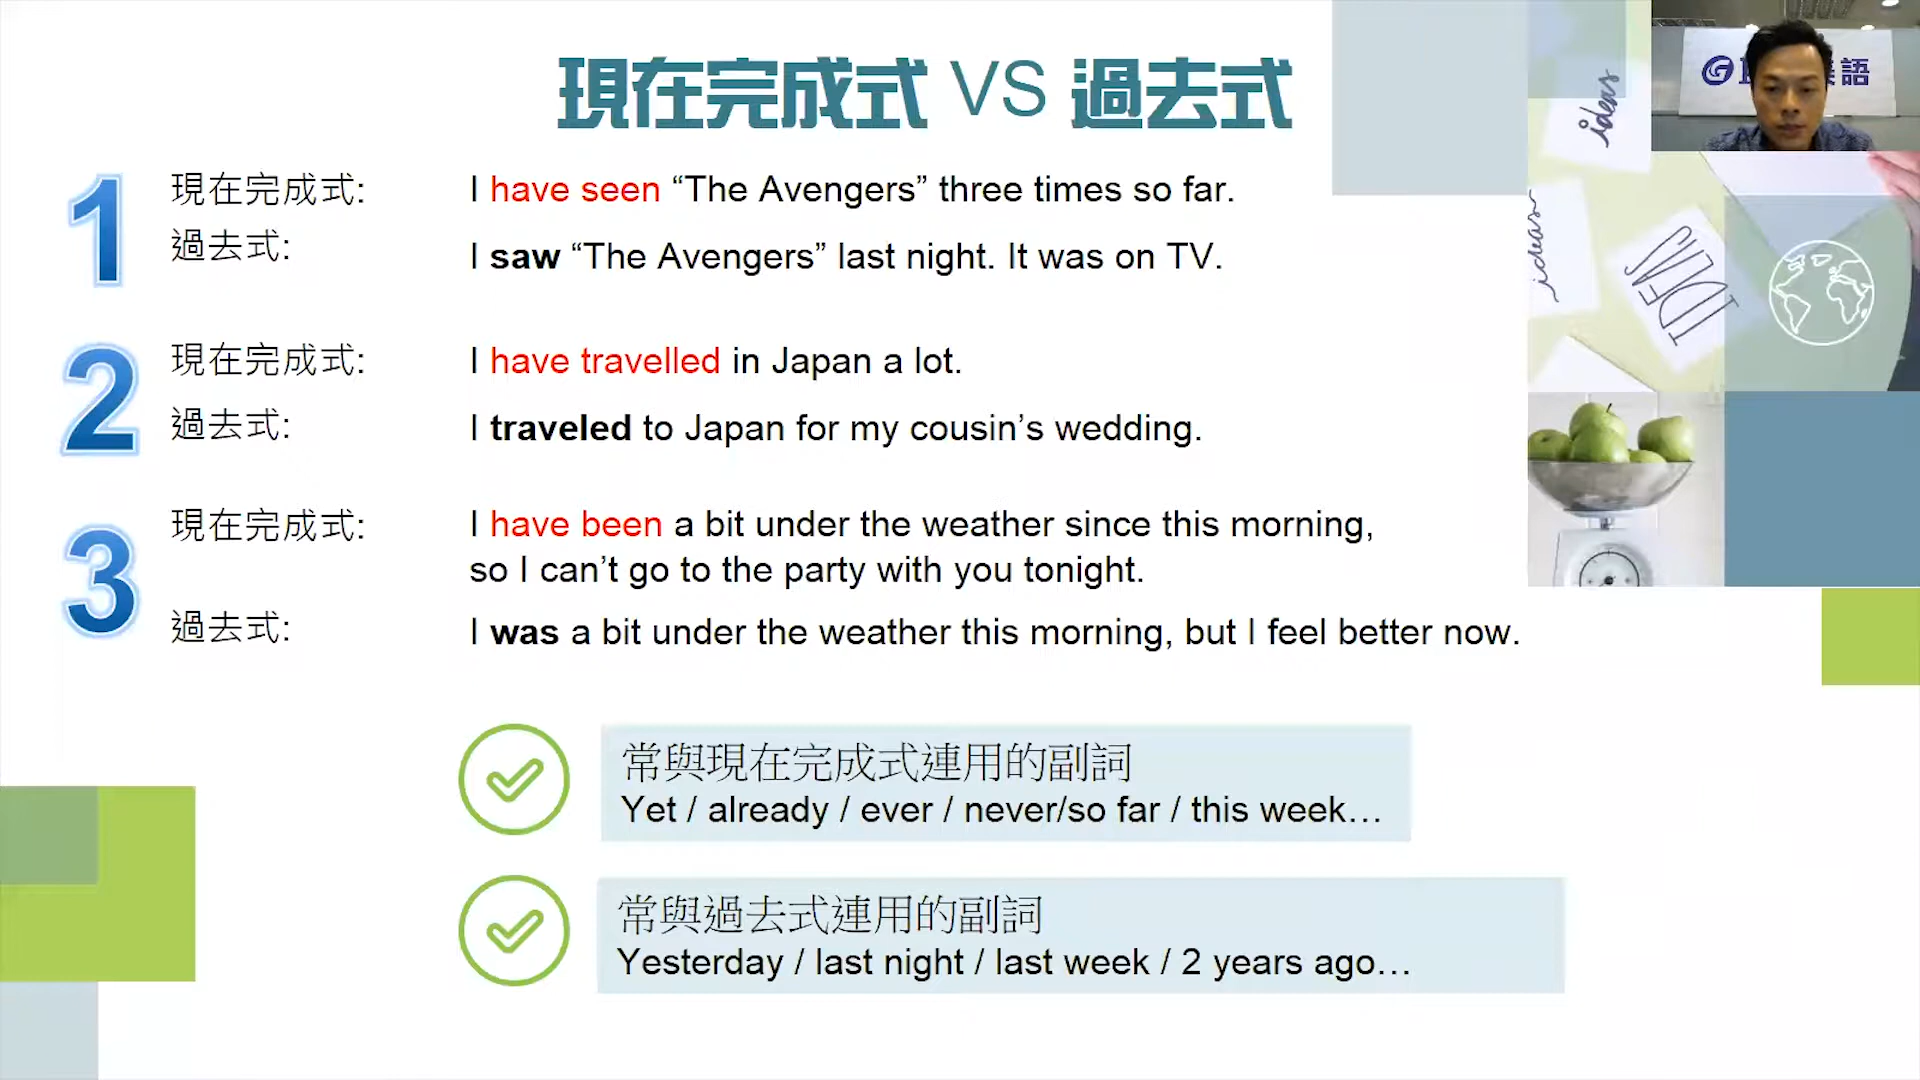 現在完成式 VS 過去式
現在完成式: I have seen “The Avengers” three times so far.
過去式: I saw “The Avengers” last night. It was on TV.
1
現在完成式: I have travelled in Japan a lot.
過去式: I traveled to Japan for my cousin’s wedding.
2
現在完成式: I have been a bit under the weather since this morning,
so I can’t go to the party with you tonight.
過去式: I was a bit under the weather this morning, but I feel better now.
3
常與現在完成式連用的副詞
Yet / already / ever / never/so far / this week…
常與過去式連用的副詞
Yesterday / last night / last week / 2 years ago…
ideas
ideas
IDEAS
語